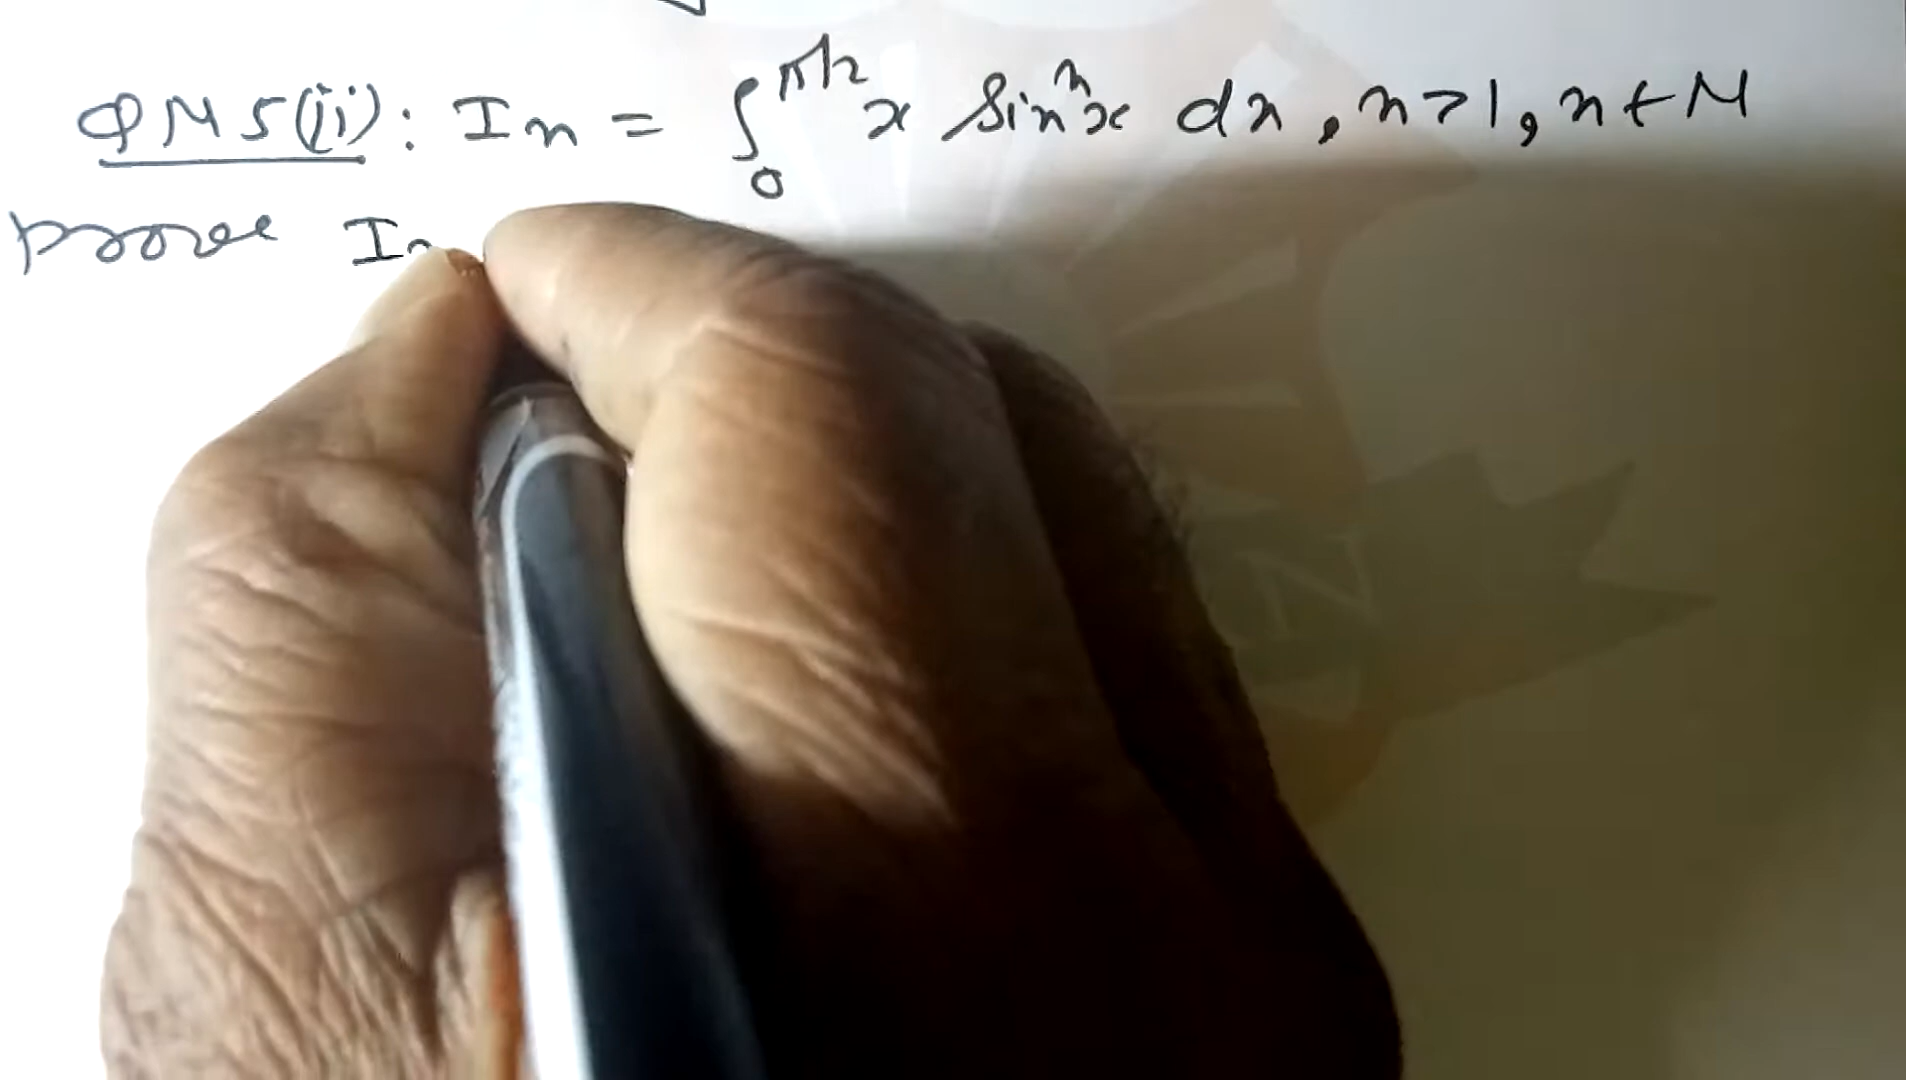 QN 5(ii): Iₙ = ∫₀^π/2 x sinⁿx dx, n>1, n ∈ N
prove Iₙ